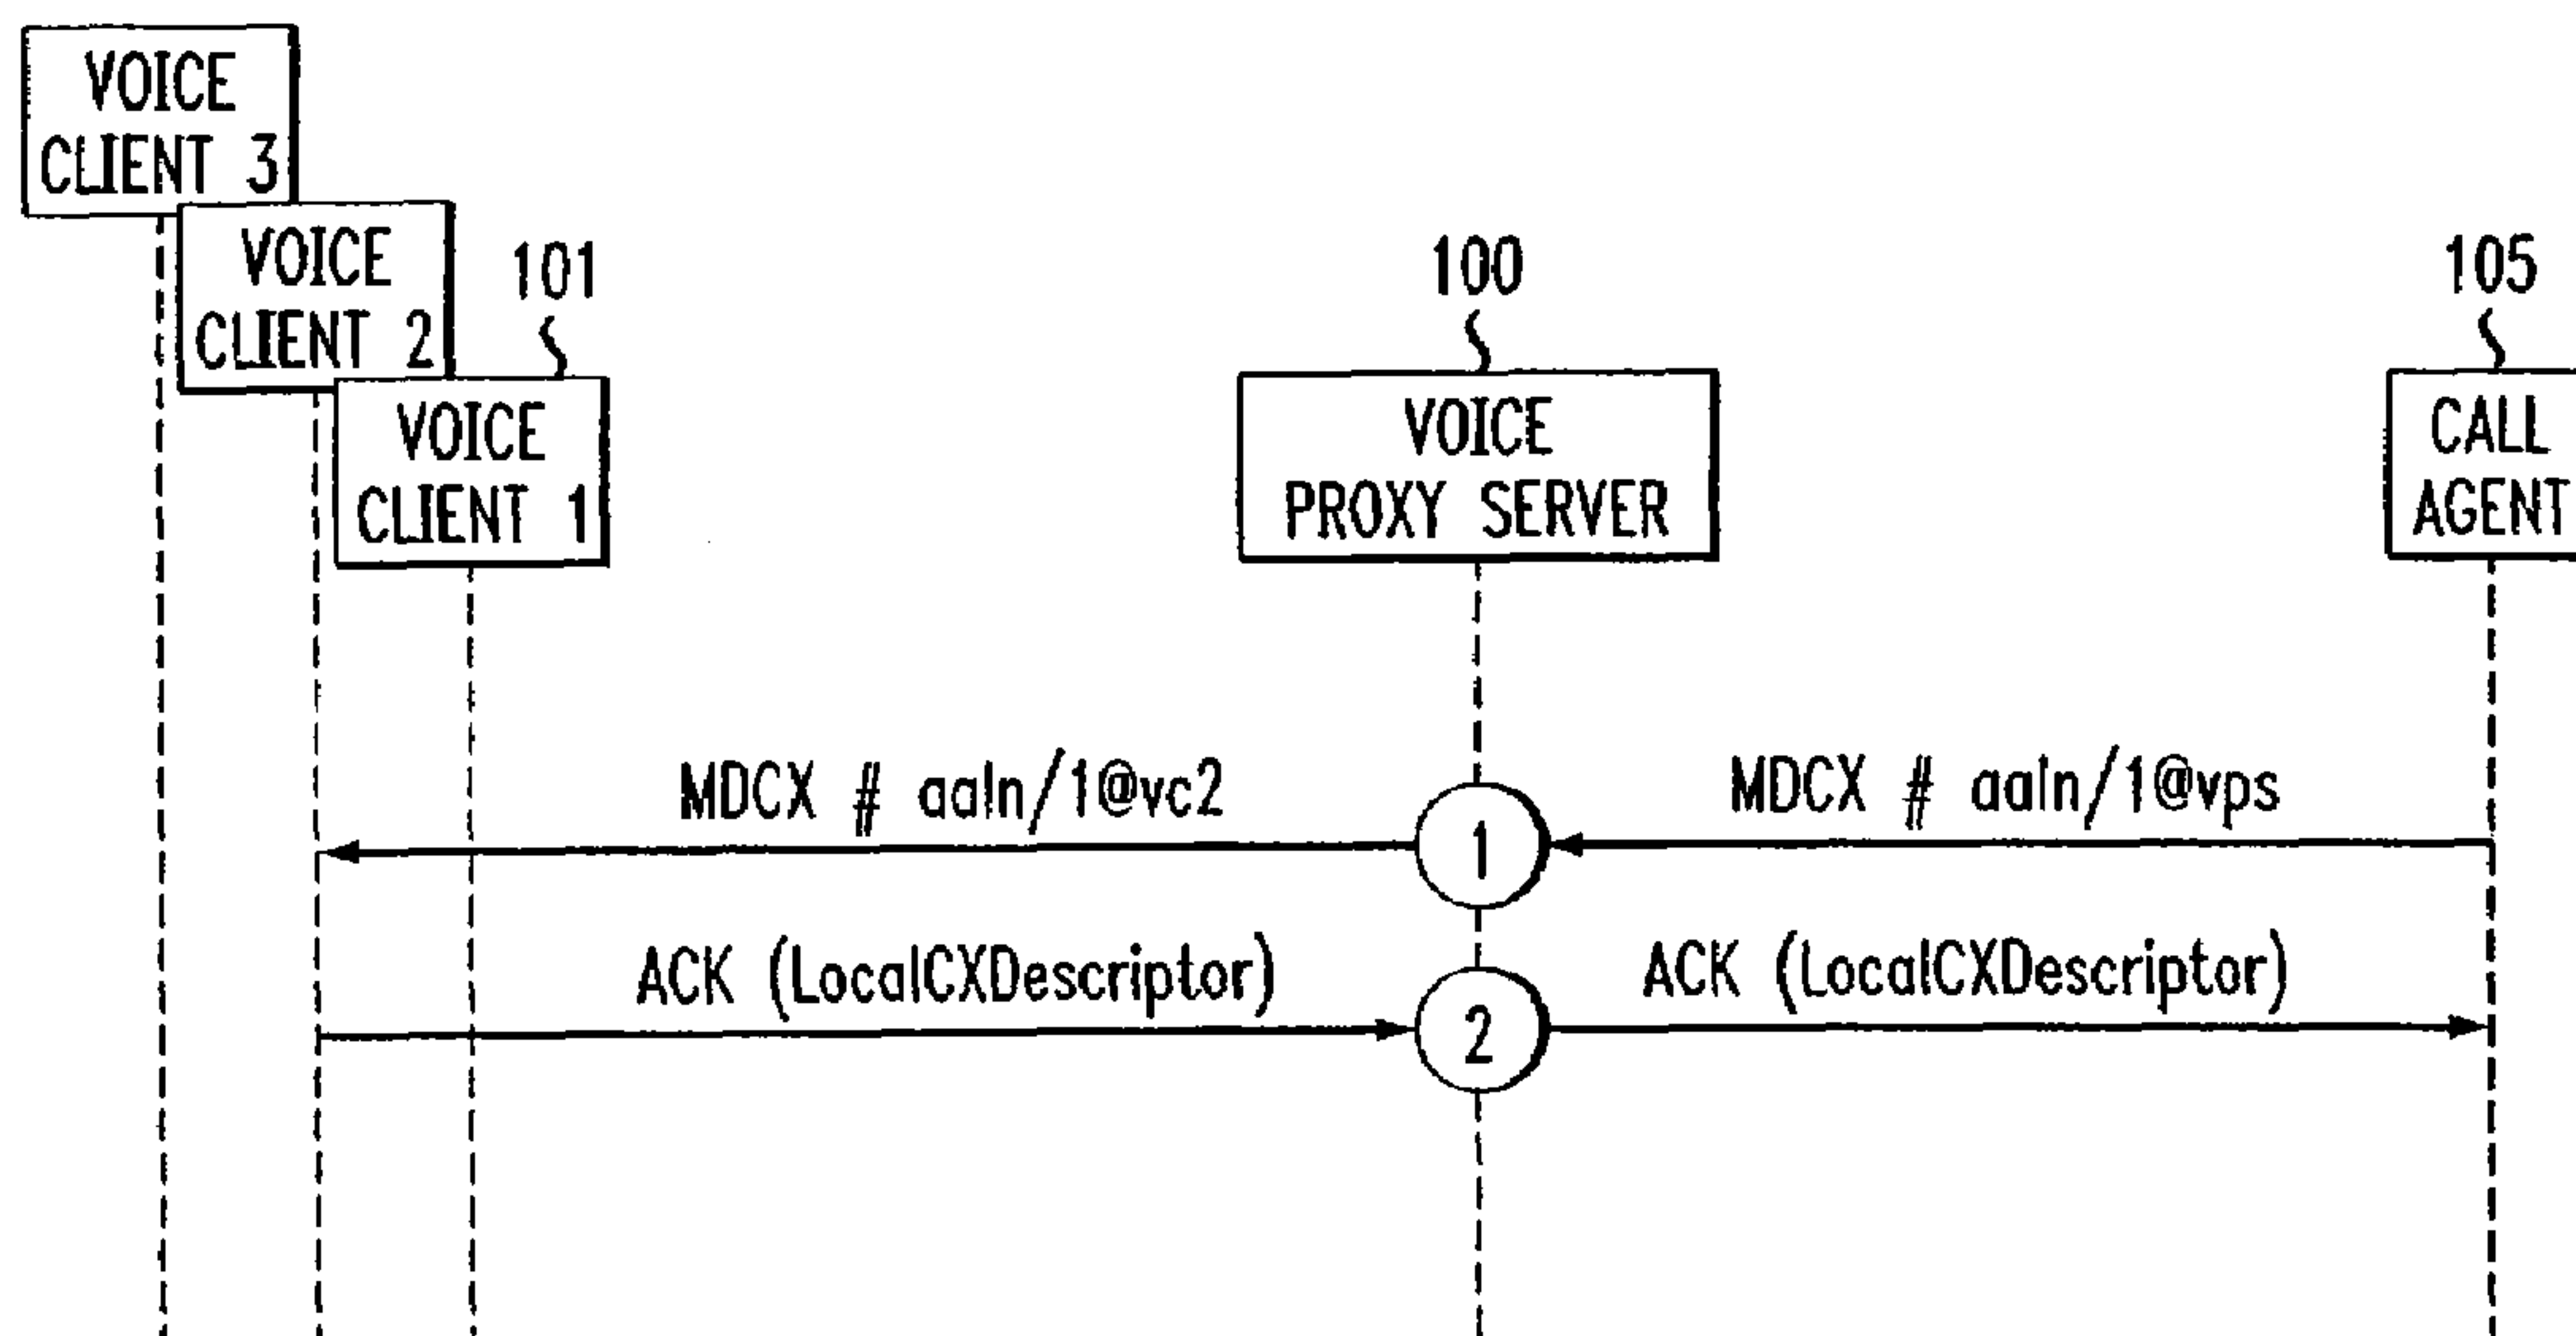 VOICE
CLIENT 3
VOICE
CLIENT 2
101
VOICE
CLIENT 1
100
VOICE
PROXY SERVER
105
CALL
AGENT
MDCX # aaln/1@vc2
1
MDCX # aaln/1@vps
ACK (LocalCXDescriptor)
2
ACK (LocalCXDescriptor)